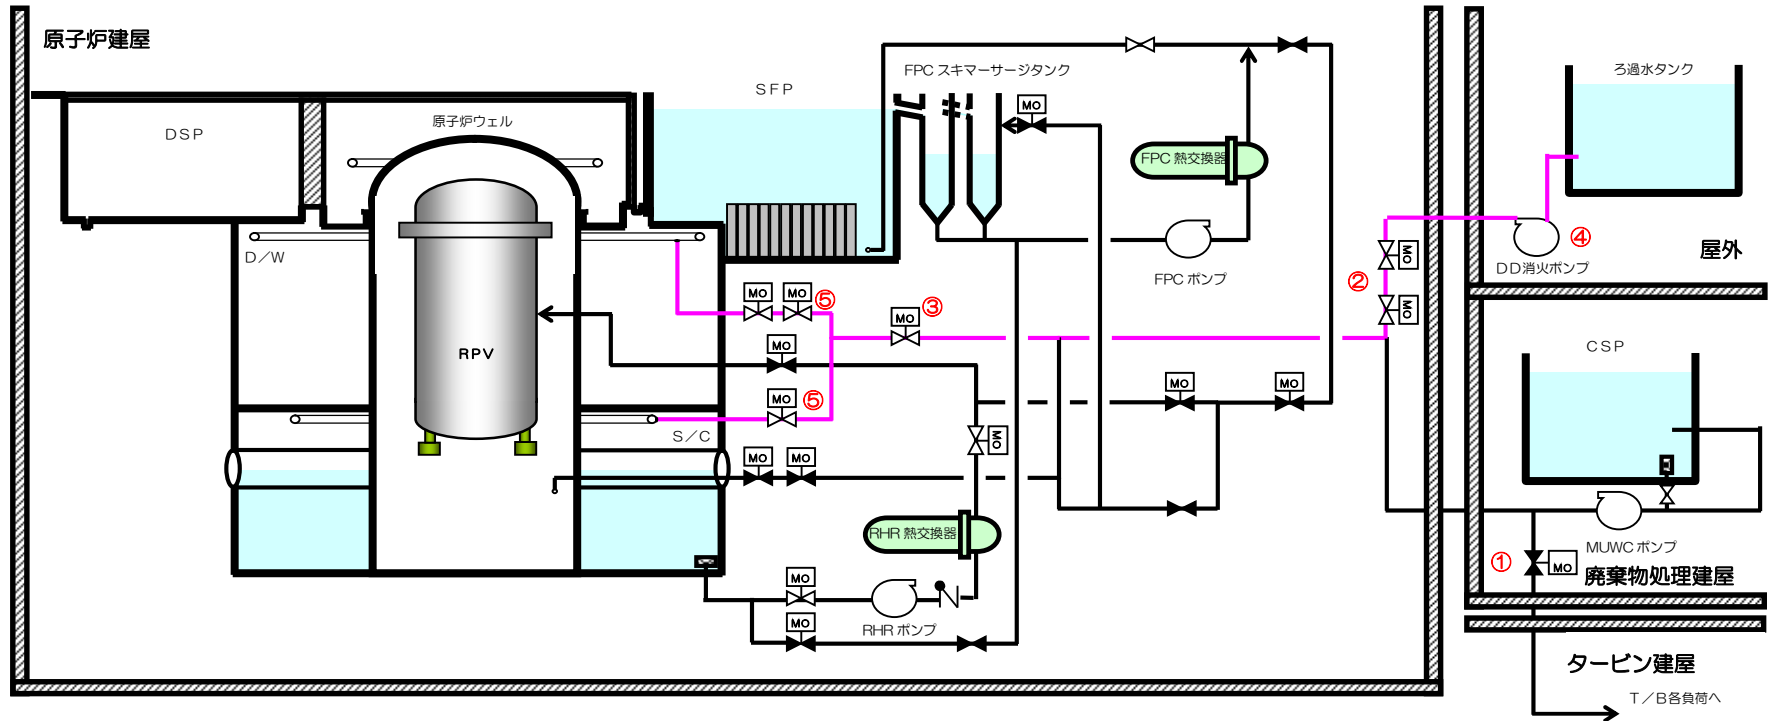 原子炉建屋
DSP
原子炉ウェル
SFP
FPC スキマーサージタンク
MO
ろ過水タンク
FPC 熱交換器
D/W
FPC ポンプ
④
DD消火ポンプ
屋外
②
MO
MO
MO
MO
⑤
MO
③
RPV
MO
CSP
MO
MO
MO
⑤
S/C
MO
MO
MO
RHR 熱交換器
MUWC ポンプ
①
MO
廃棄物処理建屋
MO
MO
RHR ポンプ
タービン建屋
T/B各負荷へ